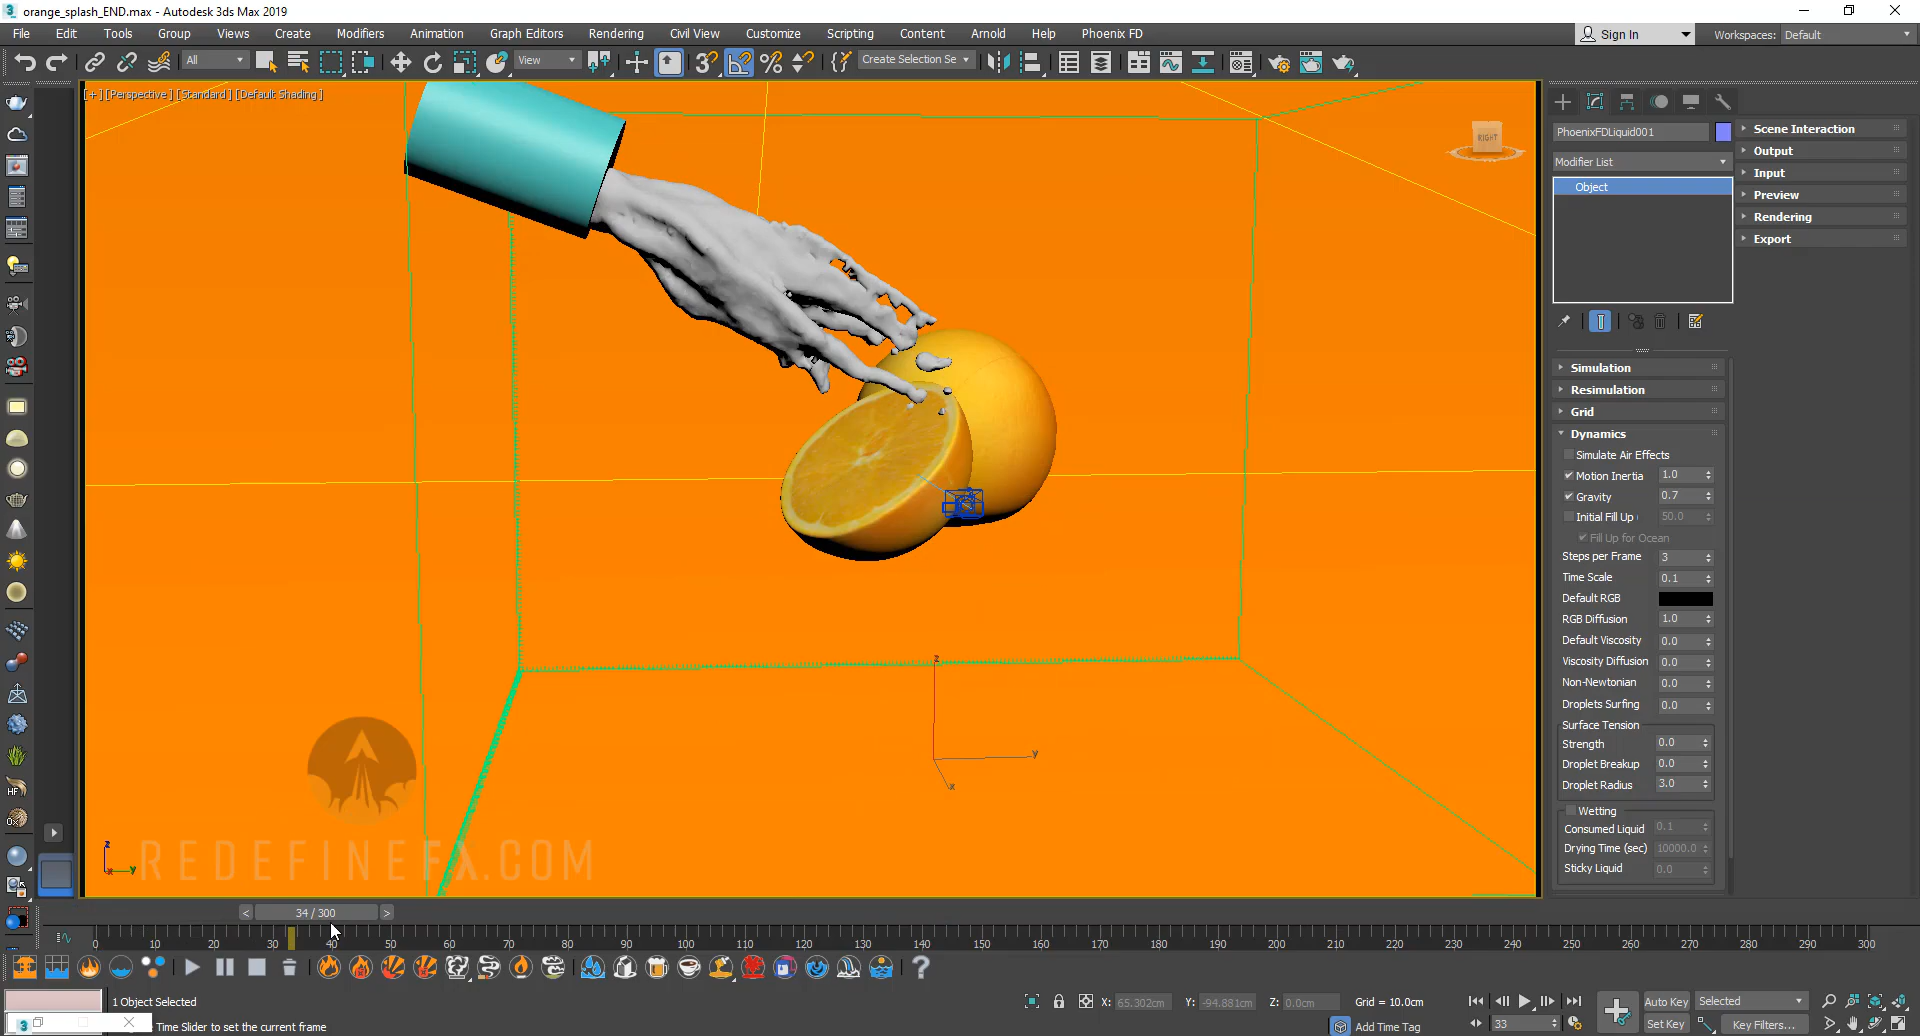 orange_splash_END.max - Autodesk 3ds Max 2019
File Edit Tools Group Views Create Modifiers Animation Graph Editors Rendering Civil View Customize Scripting Content Arnold Help Phoenix FD
Sign In Workspaces: Default
All View Create Selection Se
[+] [Perspective] [Standard] [Default Shading]
RIGHT
PhoenixFDLiquid001
Modifier List
Object
Scene Interaction
Output
Input
Preview
Rendering
Export
Simulation
Resimulation
Grid
Dynamics
Simulate Air Effects
Motion Inertia 1.0
Gravity 0.7
Initial Fill Up 50.0
Fill Up for Ocean
Steps per Frame 3
Time Scale 0.1
Default RGB
RGB Diffusion 1.0
Default Viscosity 0.0
Viscosity Diffusion 0.0
Non-Newtonian 0.0
Droplets Surfing 0.0
Surface Tension
Strength 0.0
Droplet Breakup 0.0
Droplet Radius 3.0
Wetting
Consumed Liquid 0.1
Drying Time (sec) 10000.0
Sticky Liquid 0.0
z
y
x
z
x y
REDEFINEFX.COM
< 34 / 300 >
0 10 20 30 40 50 60 70 80 90 100 110 120 130 140 150 160 170 180 190 200 210 220 230 240 250 260 270 280 290 300
1 Object Selected
X: 65.302cm Y: -94.881cm Z: 0.0cm Grid = 10.0cm
Auto Key Selected
Time Slider to set the current frame
Add Time Tag
33
Set Key Key Filters...